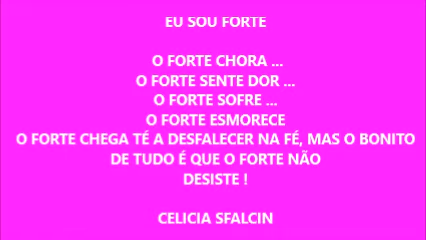 EU SOU FORTE
O FORTE CHORA ...
O FORTE SENTE DOR ...
O FORTE SOFRE ...
O FORTE ESMORECE
O FORTE CHEGA TÉ A DESFALECER NA FÉ, MAS O BONITO
DE TUDO É QUE O FORTE NÃO
DESISTE !
CELICIA SFALCIN